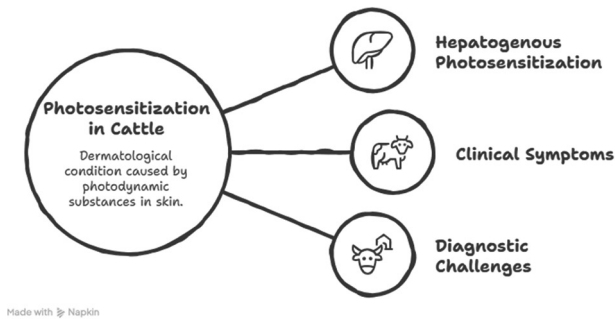 Photosensitization
in Cattle
Dermatological
condition caused by
photodynamic
substances in skin.
Hepatogenous
Photosensitization
Clinical Symptoms
Diagnostic
Challenges
Made with Napkin